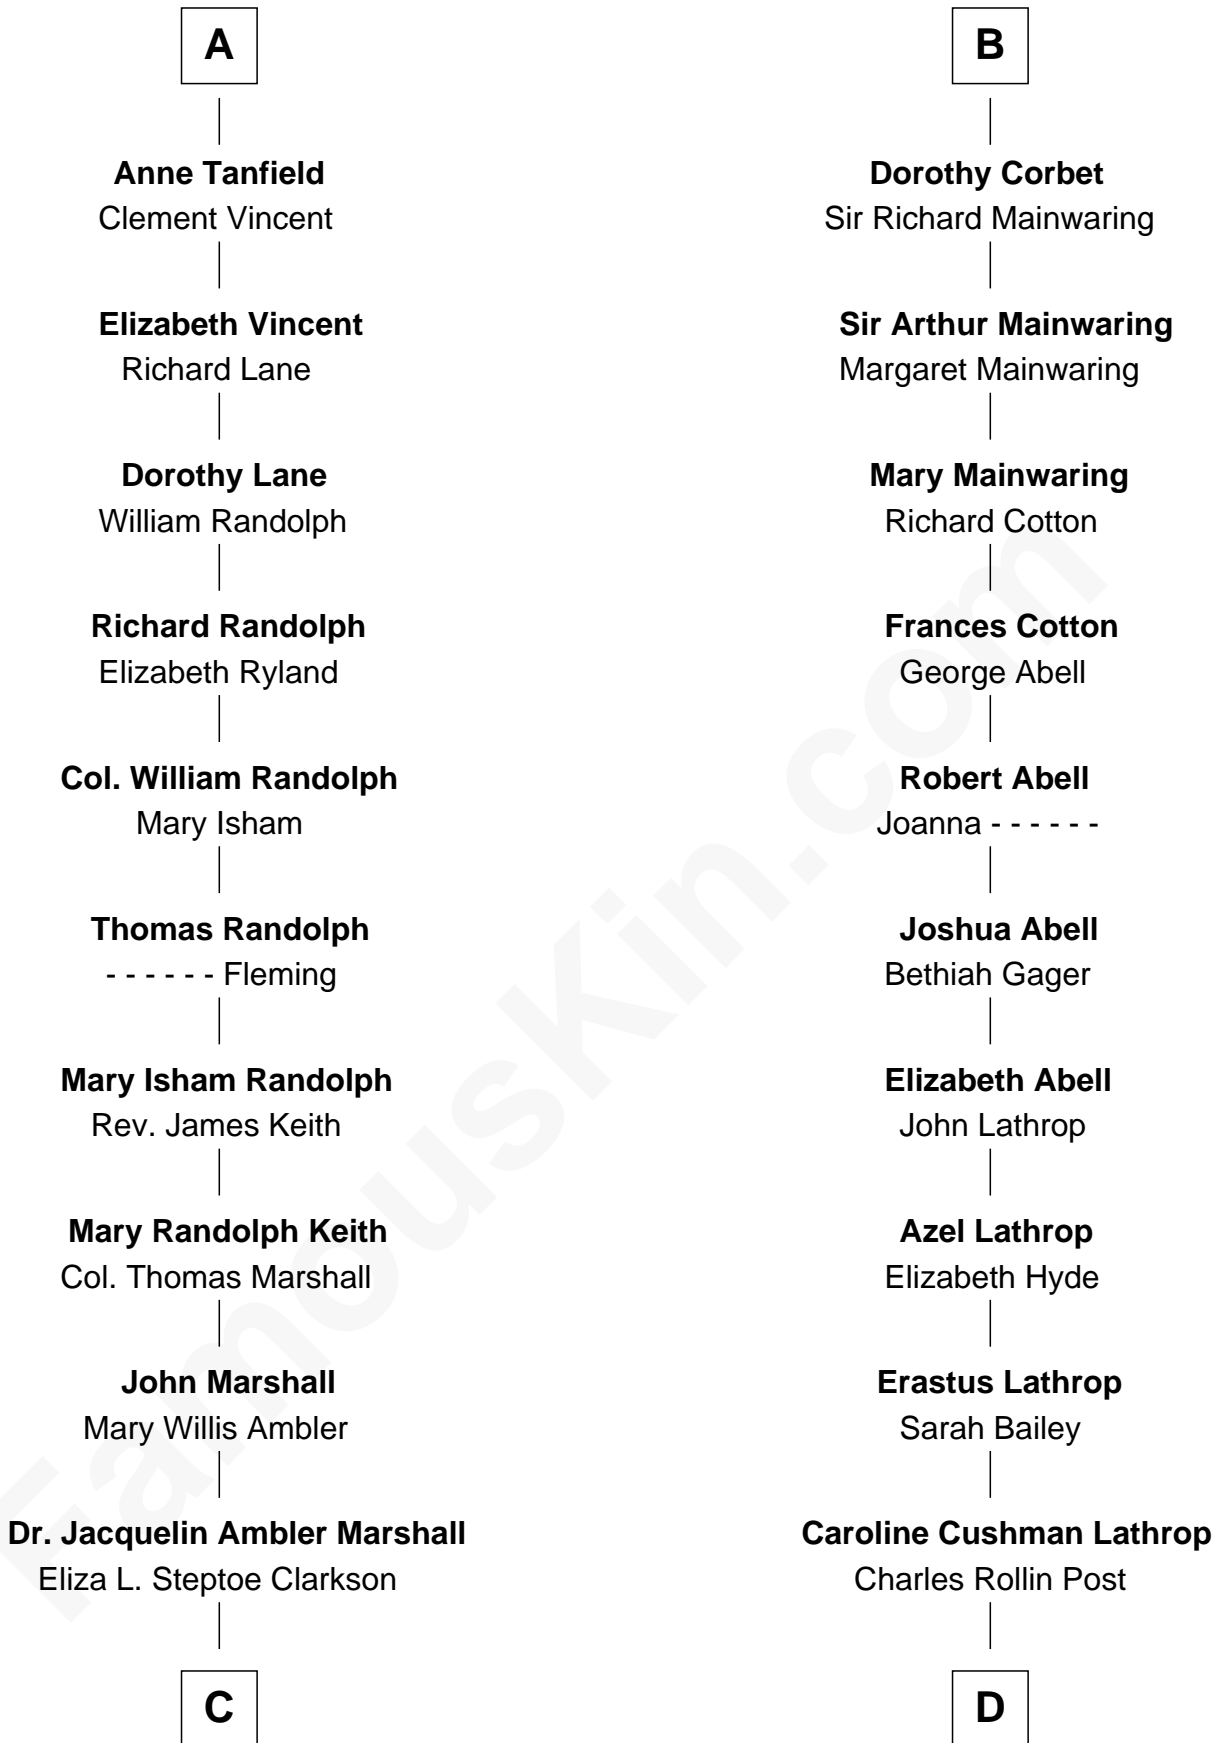 A
Anne Tanfield
Clement Vincent
Elizabeth Vincent
Richard Lane
Dorothy Lane
William Randolph
Richard Randolph
Elizabeth Ryland
Col. William Randolph
Mary Isham
Thomas Randolph
- - - - - - Fleming
Mary Isham Randolph
Rev. James Keith
Mary Randolph Keith
Col. Thomas Marshall
John Marshall
Mary Willis Ambler
Dr. Jacquelin Ambler Marshall
Eliza L. Steptoe Clarkson
C
B
Dorothy Corbet
Sir Richard Mainwaring
Sir Arthur Mainwaring
Margaret Mainwaring
Mary Mainwaring
Richard Cotton
Frances Cotton
George Abell
Robert Abell
Joanna - - - - - -
Joshua Abell
Bethiah Gager
Elizabeth Abell
John Lathrop
Azel Lathrop
Elizabeth Hyde
Erastus Lathrop
Sarah Bailey
Caroline Cushman Lathrop
Charles Rollin Post
D
FamousKin.com